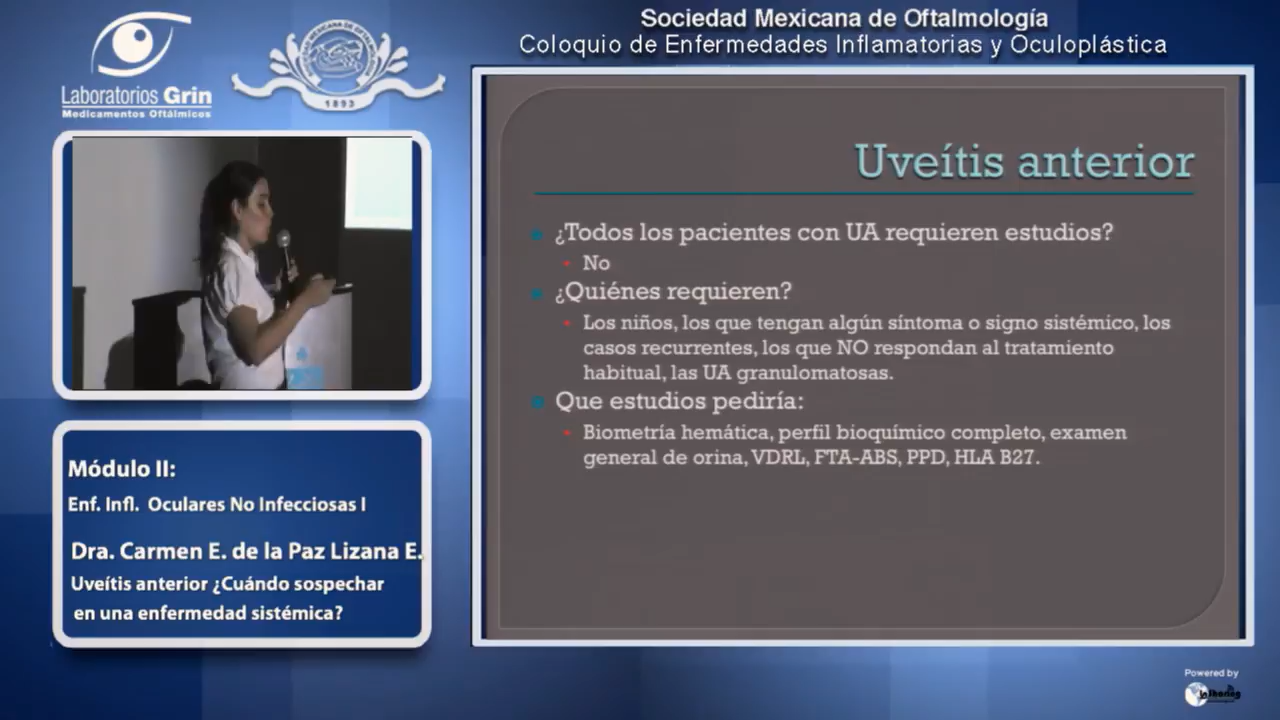 Sociedad Mexicana de Oftalmología
Coloquio de Enfermedades Inflamatorias y Oculoplástica
Laboratorios Grin
Medicamentos Oftálmicos
1893
Uveítis anterior
¿Todos los pacientes con UA requieren estudios?
No
¿Quiénes requieren?
Los niños, los que tengan algún síntoma o signo sistémico, los
casos recurrentes, los que NO respondan al tratamiento
habitual, las UA granulomatosas.
Que estudios pediría:
Biometría hemática, perfil bioquímico completo, examen
general de orina, VDRL, FTA-ABS, PPD, HLA B27.
Módulo II:
Enf. Infl. Oculares No Infecciosas I
Dra. Carmen E. de la Paz Lizana E.
Uveítis anterior ¿Cuándo sospechar
en una enfermedad sistémica?
Powered by